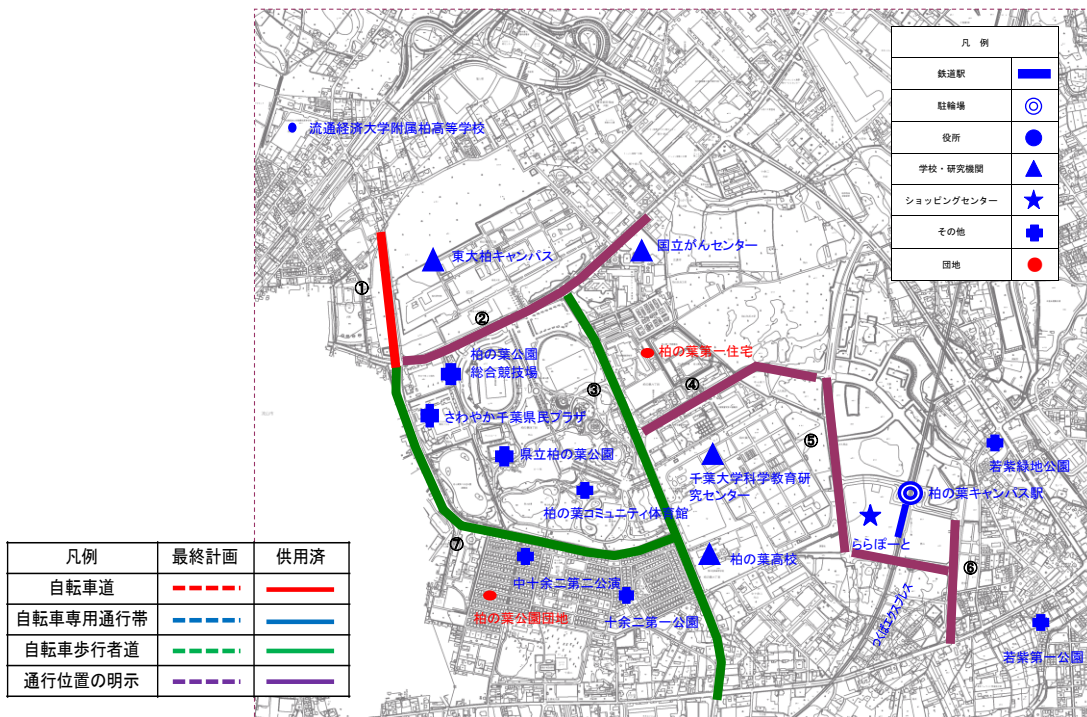 凡 例
鉄道駅
駐輪場
役所
学校・研究機関
ショッピングセンター
その他
団地
流通経済大学附属柏高等学校
東大柏キャンパス
国立がんセンター
①
②
柏の葉公園
総合競技場
柏の葉第一住宅
③
④
さわやか千葉県民プラザ
⑤
県立柏の葉公園
千葉大学科学教育研
究センター
若紫緑地公園
柏の葉キャンパス駅
柏の葉コミュニティ体育館
ららぽーと
⑦
柏の葉高校
⑥
中十余二第二公演
柏の葉公園団地
十余二第一公園
つくばエクスプレス
若紫第一公園
凡例 最終計画 供用済
自転車道
自転車専用通行帯
自転車歩行者道
通行位置の明示